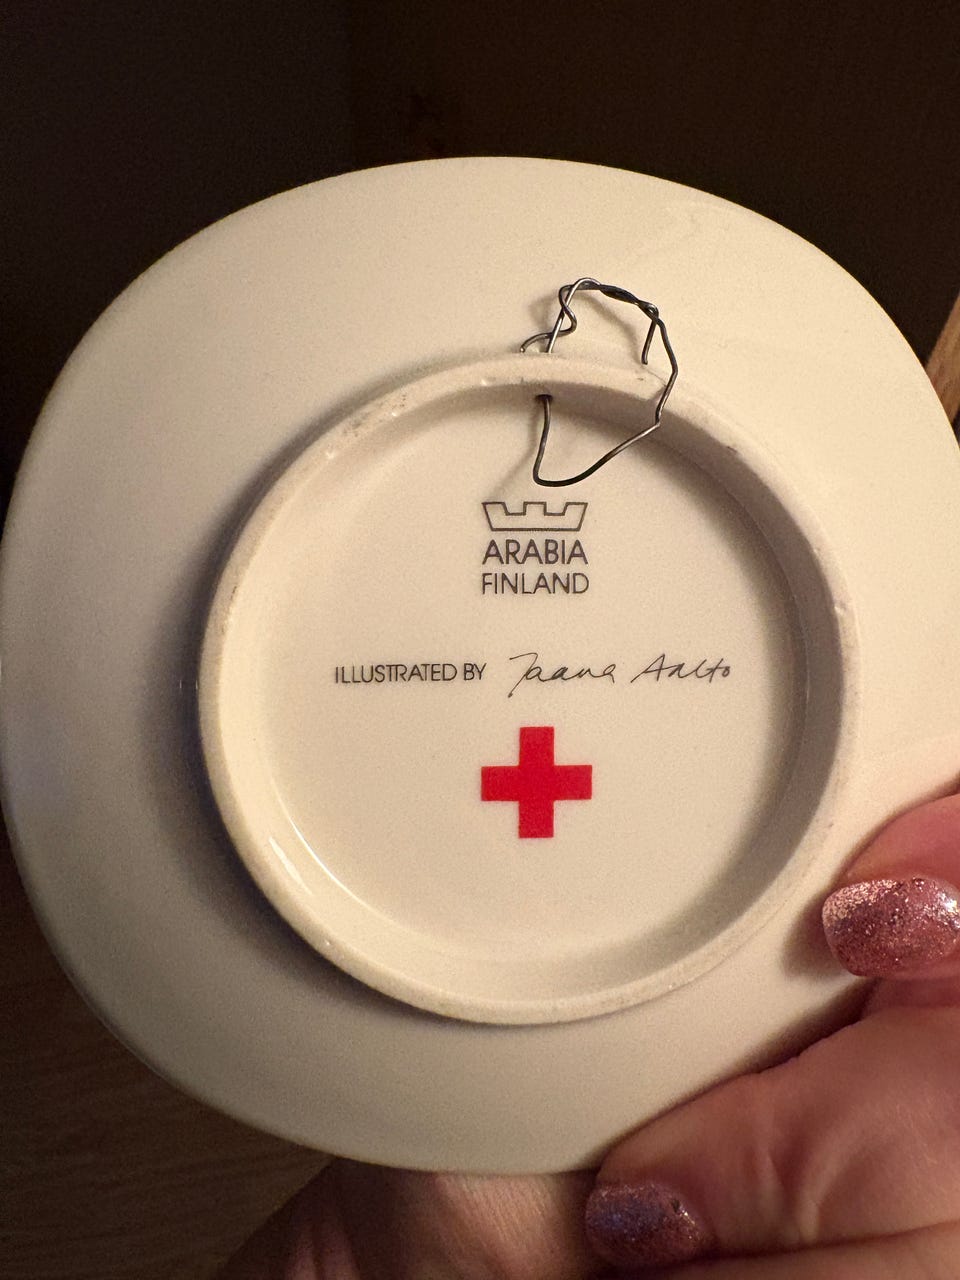 ARABIA
FINLAND
ILLUSTRATED BY Jaana Aalto